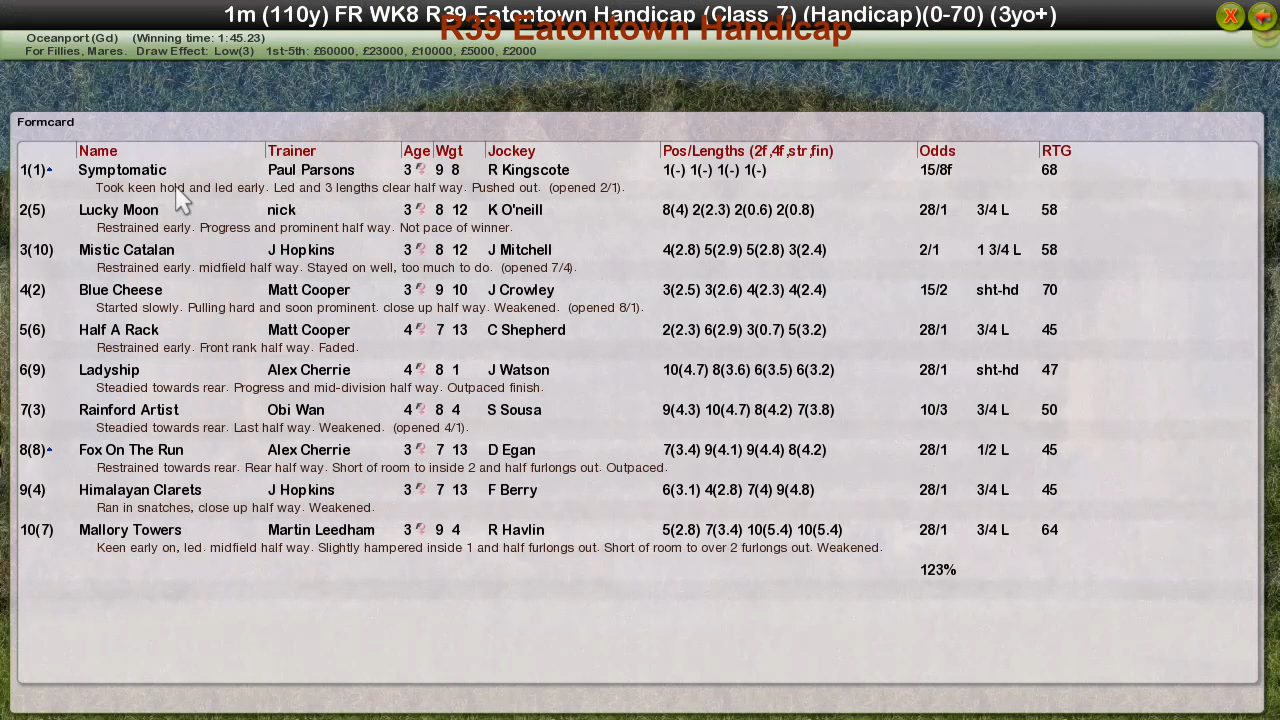 1m (110y) FR WK8 R39 Eatontown Handicap (Class 7) (Handicap)(0-70) (3yo+)
R39 Eatontown Handicap
Oceanport(Gd) (Winning time: 1:45.23)
For Fillies, Mares. Draw Effect: Low(3) 1st-5th: £60000, £23000, £10000, £5000, £2000
Formcard
Name Trainer Age Wgt Jockey Pos/Lengths (2f,4f,str,fin) Odds RTG
1(1) Symptomatic Paul Parsons 3 9 8 R Kingscote 1(-) 1(-) 1(-) 1(-) 15/8f 68
Took keen hold and led early. Led and 3 lengths clear half way. Pushed out. (opened 2/1).
2(5) Lucky Moon nick 3 8 12 K O'neill 8(4) 2(2.3) 2(0.6) 2(0.8) 28/1 3/4 L 58
Restrained early. Progress and prominent half way. Not pace of winner.
3(10) Mistic Catalan J Hopkins 3 8 12 J Mitchell 4(2.8) 5(2.9) 5(2.8) 3(2.4) 2/1 1 3/4 L 58
Restrained early. midfield half way. Stayed on well, too much to do. (opened 7/4).
4(2) Blue Cheese Matt Cooper 3 9 10 J Crowley 3(2.5) 3(2.6) 4(2.3) 4(2.4) 15/2 sht-hd 70
Started slowly. Pulling hard and soon prominent. close up half way. Weakened. (opened 8/1).
5(6) Half A Rack Matt Cooper 4 7 13 C Shepherd 2(2.3) 6(2.9) 3(0.7) 5(3.2) 28/1 3/4 L 45
Restrained early. Front rank half way. Faded.
6(9) Ladyship Alex Cherrie 4 8 1 J Watson 10(4.7) 8(3.6) 6(3.5) 6(3.2) 28/1 sht-hd 47
Steadied towards rear. Progress and mid-division half way. Outpaced finish.
7(3) Rainford Artist Obi Wan 4 8 4 S Sousa 9(4.3) 10(4.7) 8(4.2) 7(3.8) 10/3 3/4 L 50
Steadied towards rear. Last half way. Weakened. (opened 4/1).
8(8) Fox On The Run Alex Cherrie 3 7 13 D Egan 7(3.4) 9(4.1) 9(4.4) 8(4.2) 28/1 1/2 L 45
Restrained towards rear. Rear half way. Short of room to inside 2 and half furlongs out. Outpaced.
9(4) Himalayan Clarets J Hopkins 3 7 13 F Berry 6(3.1) 4(2.8) 7(4) 9(4.8) 28/1 3/4 L 45
Ran in snatches, close up half way. Weakened.
10(7) Mallory Towers Martin Leedham 3 9 4 R Havlin 5(2.8) 7(3.4) 10(5.4) 10(5.4) 28/1 3/4 L 64
Keen early on, led. midfield half way. Slightly hampered inside 1 and half furlongs out. Short of room to over 2 furlongs out. Weakened.
123%